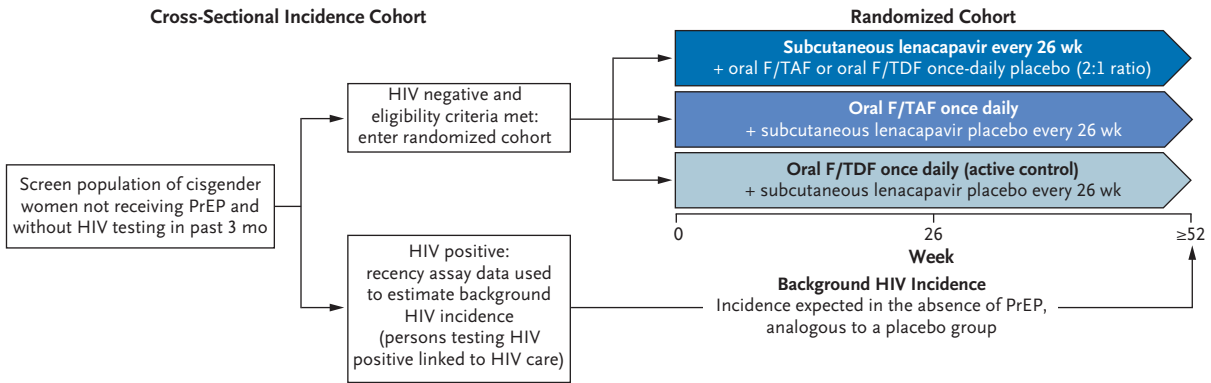 Cross-Sectional Incidence Cohort
Screen population of cisgender
women not receiving PrEP and
without HIV testing in past 3 mo
HIV negative and
eligibility criteria met:
enter randomized cohort
HIV positive:
recency assay data used
to estimate background
HIV incidence
(persons testing HIV
positive linked to HIV care)
Randomized Cohort
Subcutaneous lenacapavir every 26 wk
+ oral F/TAF or oral F/TDF once-daily placebo (2:1 ratio)
Oral F/TAF once daily
+ subcutaneous lenacapavir placebo every 26 wk
Oral F/TDF once daily (active control)
+ subcutaneous lenacapavir placebo every 26 wk
0 26 ≥52
Week
Background HIV Incidence
Incidence expected in the absence of PrEP,
analogous to a placebo group